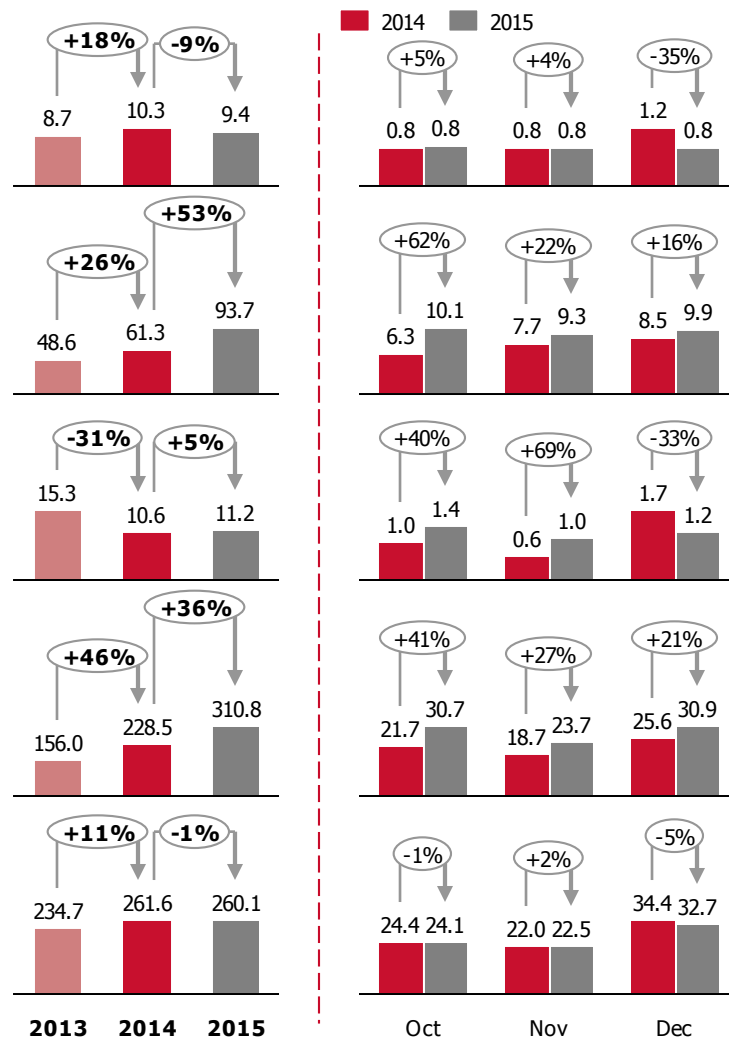 2014 2015
+18% -9%
8.7 10.3 9.4
+5% +4% -35%
0.8 0.8 0.8 0.8 1.2 0.8
+26% +53%
48.6 61.3 93.7
+62% +22% +16%
6.3 10.1 7.7 9.3 8.5 9.9
-31% +5%
15.3 10.6 11.2
+40% +69% -33%
1.0 1.4 0.6 1.0 1.7 1.2
+46% +36%
156.0 228.5 310.8
+41% +27% +21%
21.7 30.7 18.7 23.7 25.6 30.9
+11% -1%
234.7 261.6 260.1
-1% +2% -5%
24.4 24.1 22.0 22.5 34.4 32.7
2013 2014 2015 Oct Nov Dec